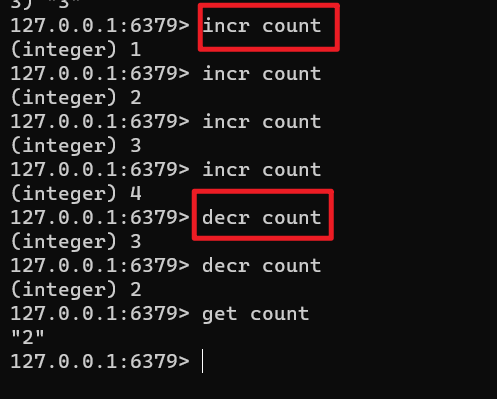 3) "3"
127.0.0.1:6379> incr count
(integer) 1
127.0.0.1:6379> incr count
(integer) 2
127.0.0.1:6379> incr count
(integer) 3
127.0.0.1:6379> incr count
(integer) 4
127.0.0.1:6379> decr count
(integer) 3
127.0.0.1:6379> decr count
(integer) 2
127.0.0.1:6379> get count
"2"
127.0.0.1:6379>